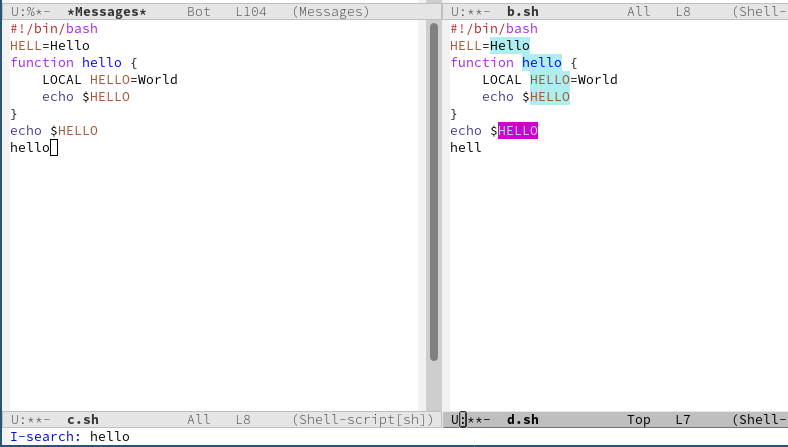 U:%*-  *Messages*     Bot   L104   (Messages)
#!/bin/bash
HELL=Hello
function hello {
    LOCAL HELLO=World
    echo $HELLO
}
echo $HELLO
hello
U:**-  c.sh           All   L8     (Shell-script[sh])
U:**-  b.sh           All   L8     (Shell-
#!/bin/bash
HELL=Hello
function hello {
    LOCAL HELLO=World
    echo $HELLO
}
echo $HELLO
hell
U:**-  d.sh           Top   L7     (Shell-
I-search: hello